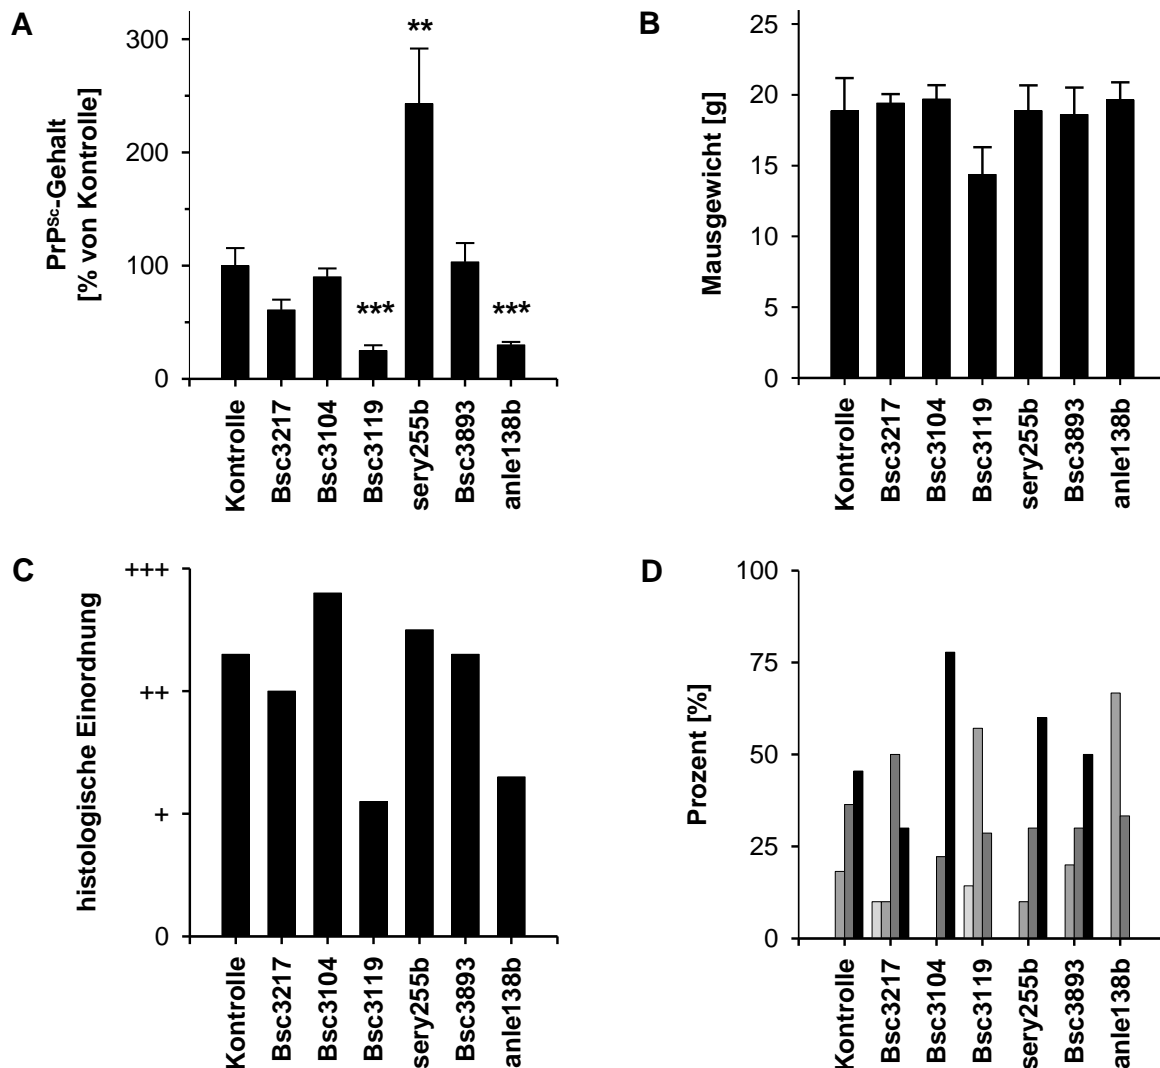 A
PrPSc-Gehalt
[% von Kontrolle]
300
200
100
0
**
***
***
Kontrolle
Bsc3217
Bsc3104
Bsc3119
sery255b
Bsc3893
anle138b
B
Mausgewicht [g]
25
20
15
10
5
0
Kontrolle
Bsc3217
Bsc3104
Bsc3119
sery255b
Bsc3893
anle138b
C
histologische Einordnung
+++
++
+
0
Kontrolle
Bsc3217
Bsc3104
Bsc3119
sery255b
Bsc3893
anle138b
D
Prozent [%]
100
75
50
25
0
Kontrolle
Bsc3217
Bsc3104
Bsc3119
sery255b
Bsc3893
anle138b